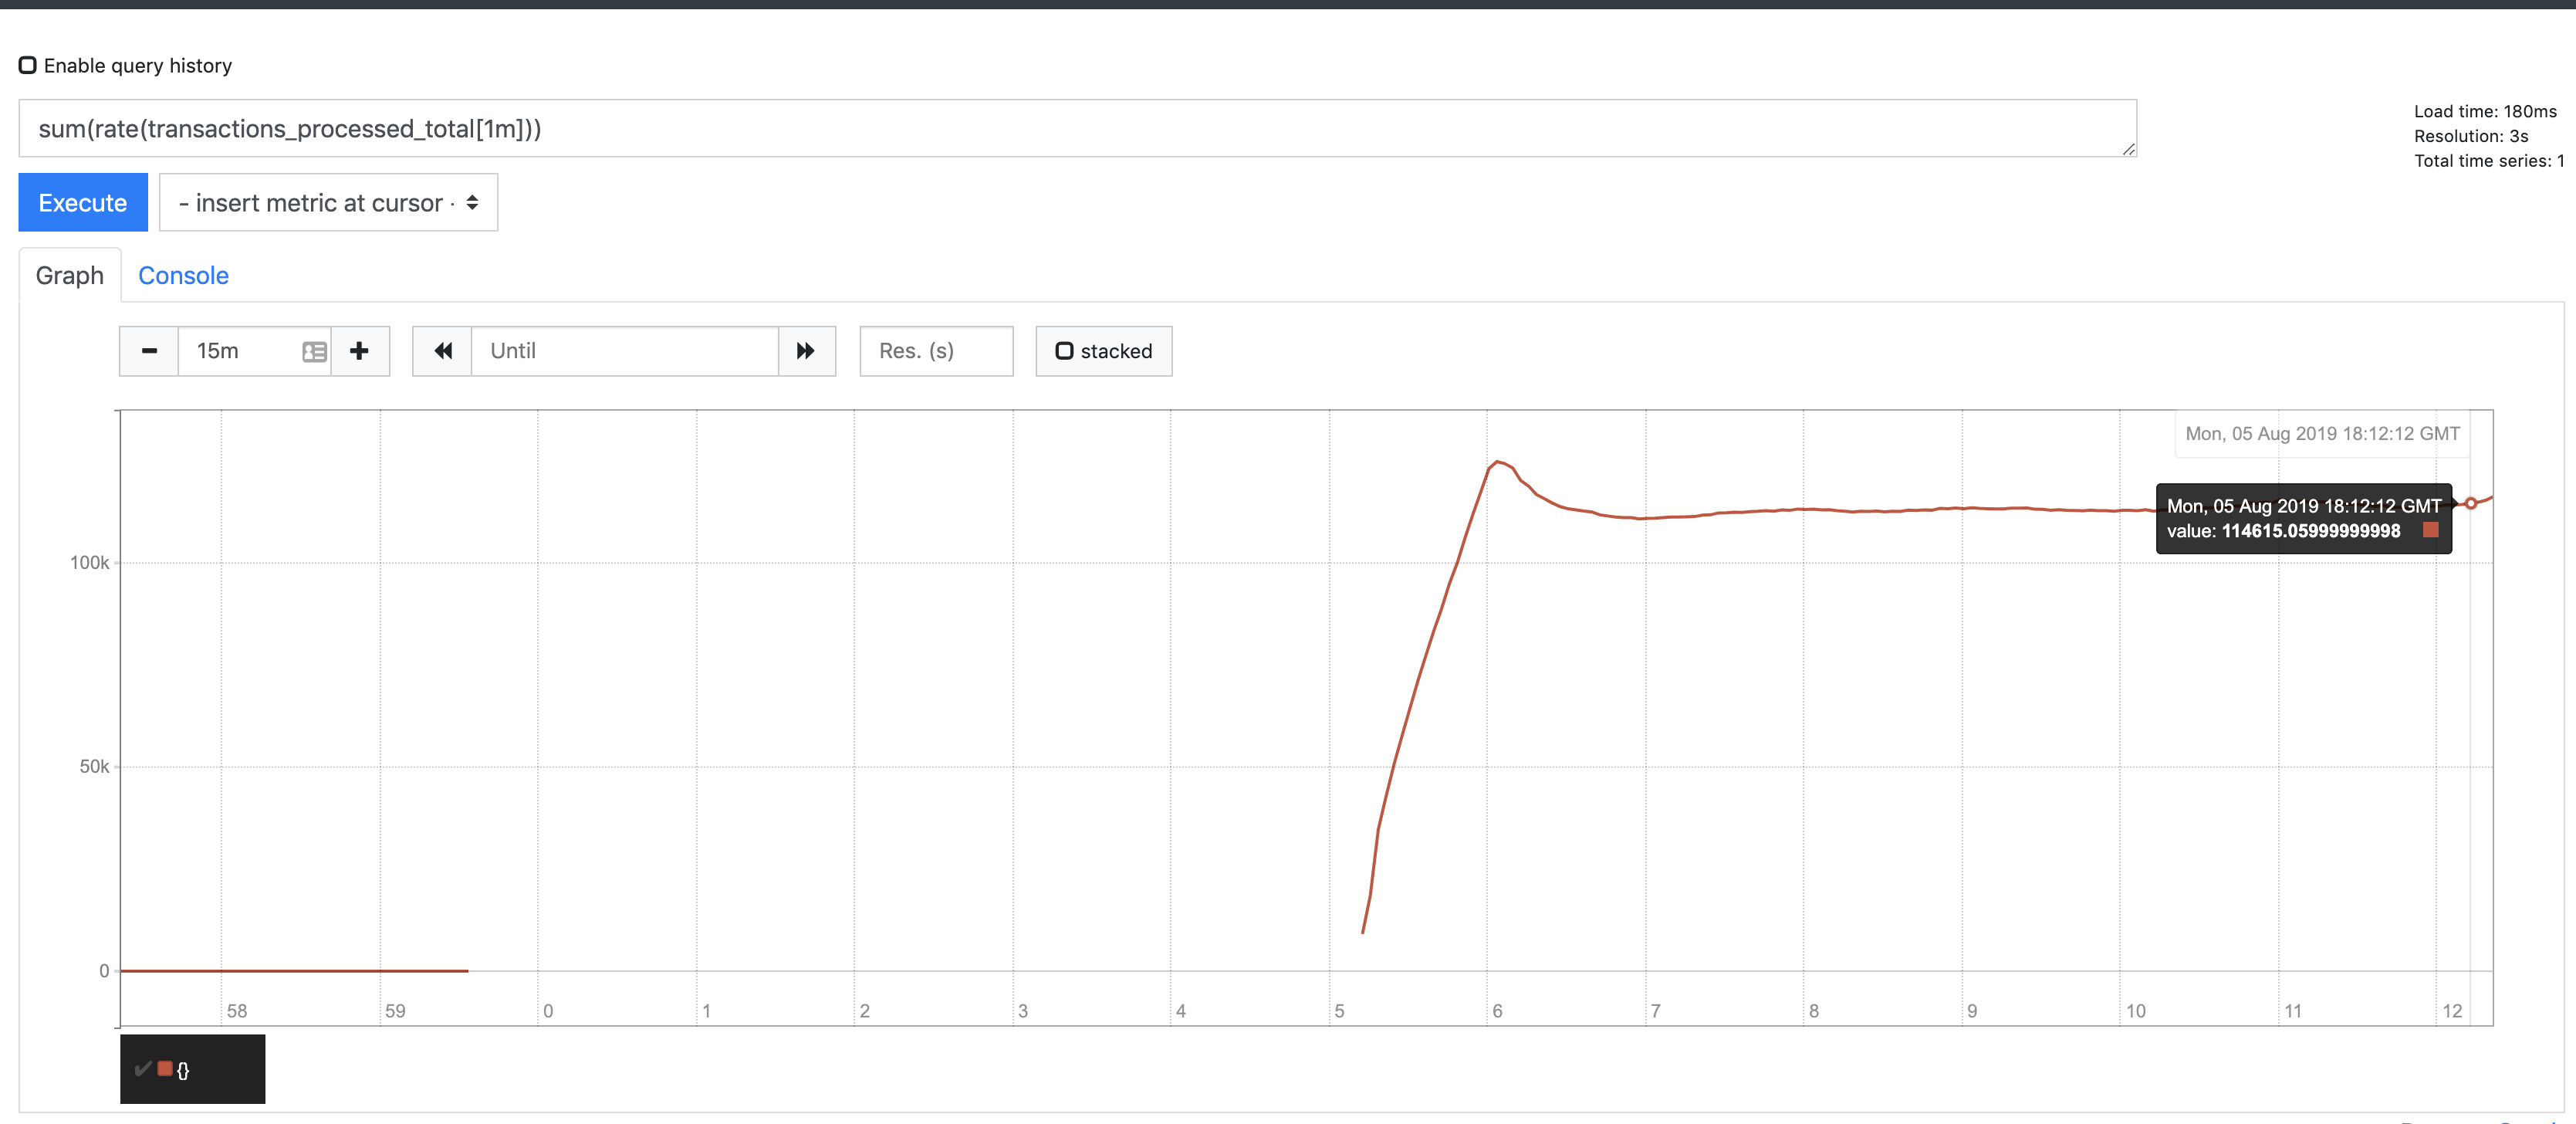 Enable query history
sum(rate(transactions_processed_total[1m]))
Load time: 180ms
Resolution: 3s
Total time series: 1
Execute
- insert metric at cursor -
Graph
Console
15m
Until
Res. (s)
stacked
Mon, 05 Aug 2019 18:12:12 GMT
Mon, 05 Aug 2019 18:12:12 GMT
value: 114615.05999999998
100k
50k
0
58 59 0 1 2 3 4 5 6 7 8 9 10 11 12
{}